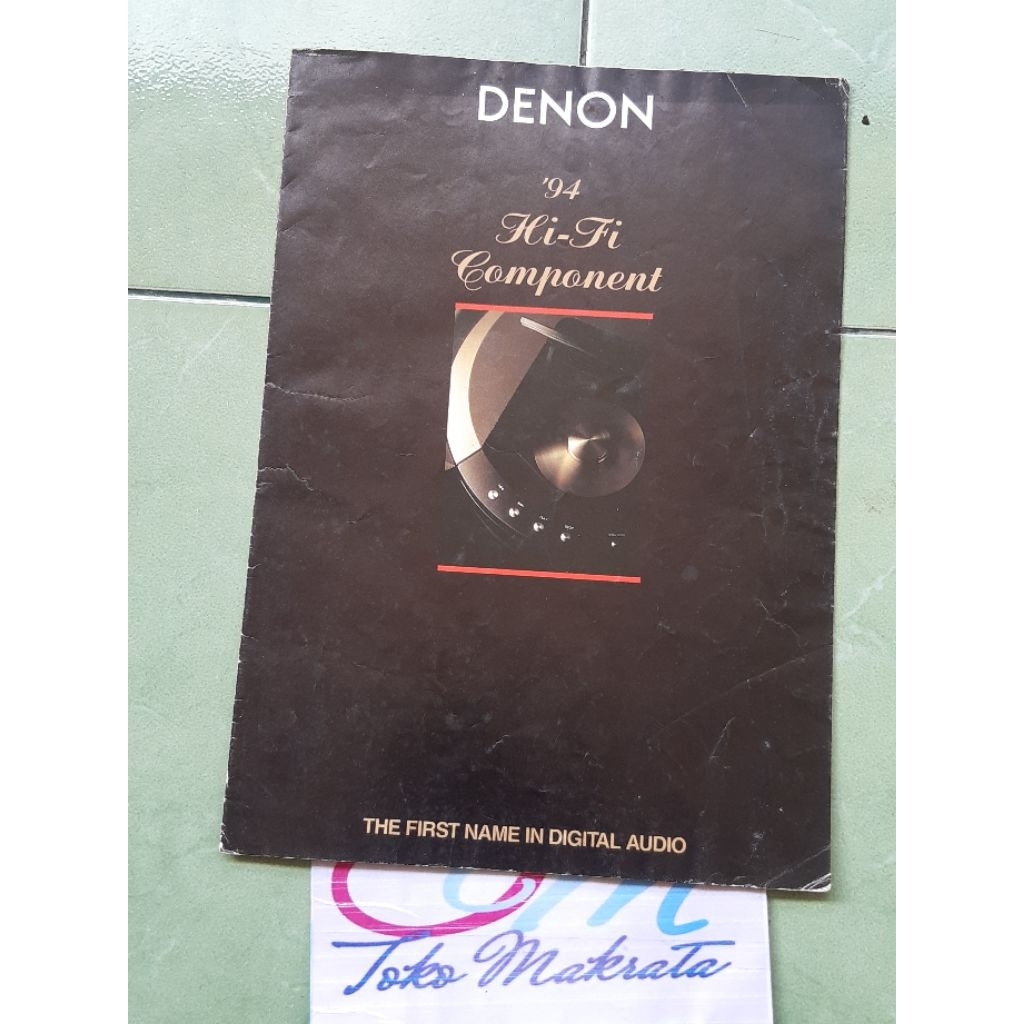 DENON
'94
Hi-Fi
Component
THE FIRST NAME IN DIGITAL AUDIO
Toko Makrata